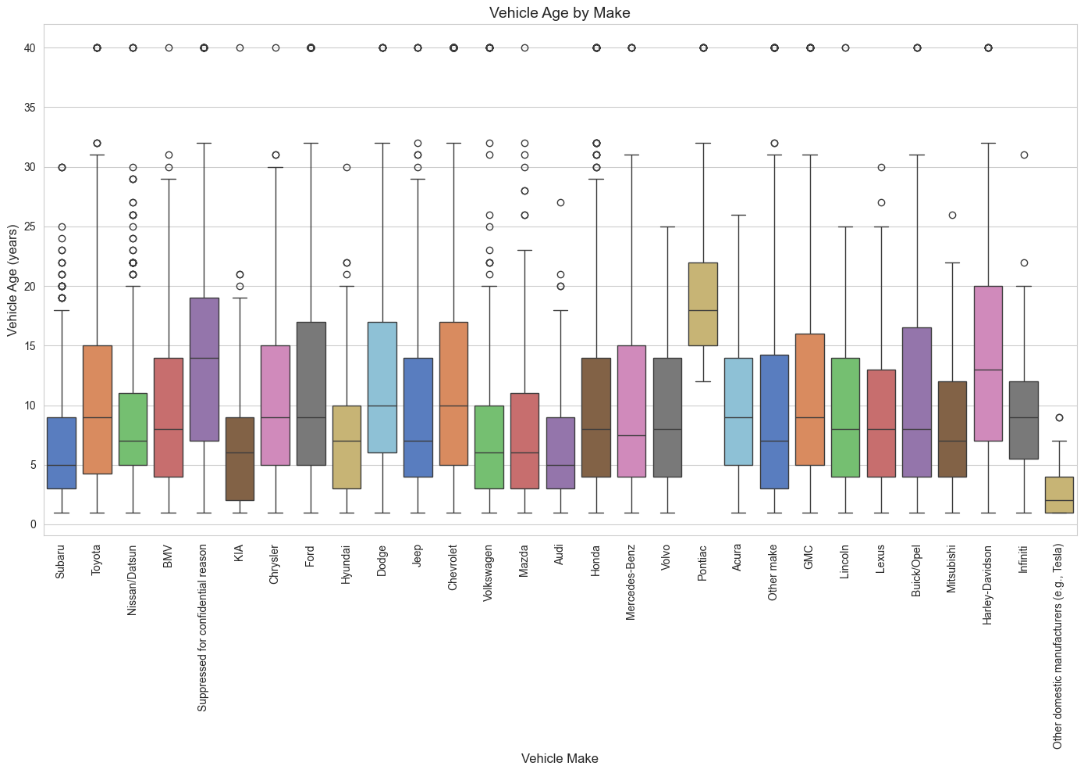 Vehicle Age by Make
Vehicle Age (years)
40
35
30
25
20
15
10
5
0
Subaru
Toyota
Nissan/Datsun
BMV
Suppressed for confidential reason
KIA
Chrysler
Ford
Hyundai
Dodge
Jeep
Chevrolet
Volkswagen
Mazda
Audi
Honda
Mercedes-Benz
Volvo
Pontiac
Acura
Other make
GMC
Lincoln
Lexus
Buick/Opel
Mitsubishi
Harley-Davidson
Infiniti
Other domestic manufacturers (e.g., Tesla)
Vehicle Make